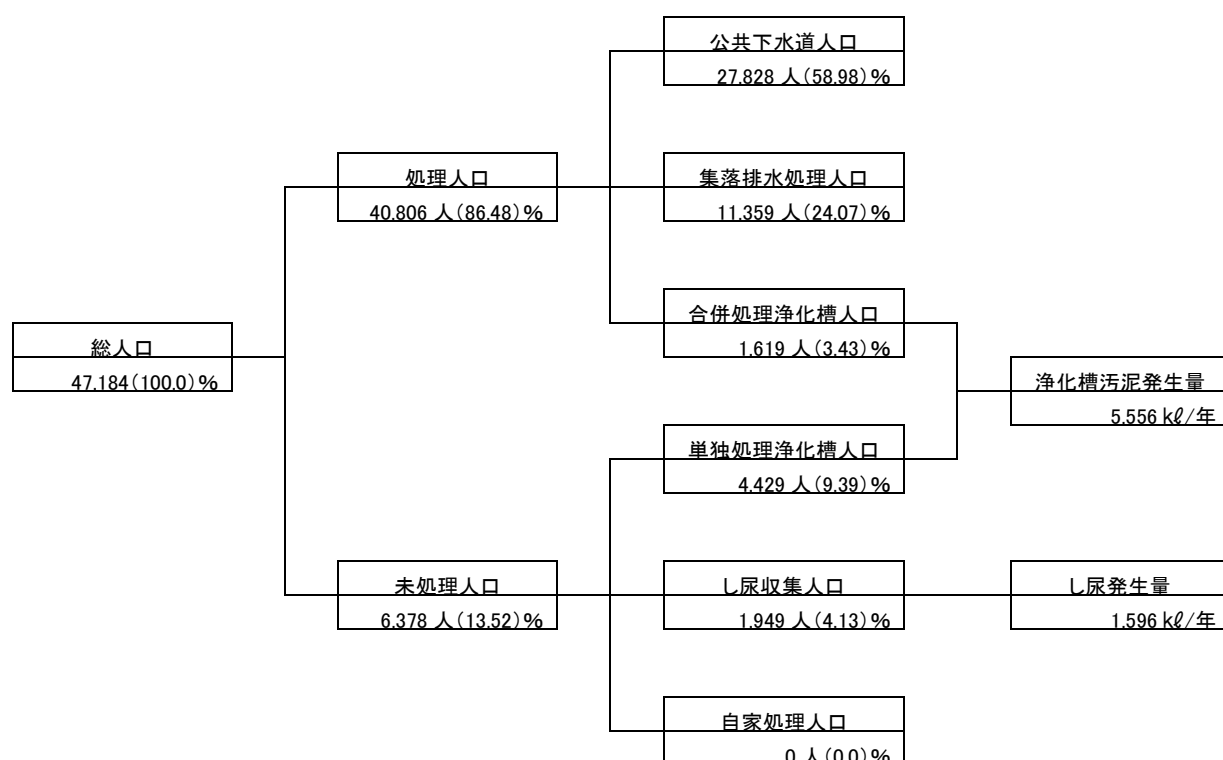 公共下水道人口
27.828 人(58.98)%
処理人口
40.806 人(86.48)%
集落排水処理人口
11.359 人(24.07)%
合併処理浄化槽人口
1.619 人(3.43)%
総人口
47.184(100.0)%
浄化槽汚泥発生量
5.556 kℓ/年
単独処理浄化槽人口
4.429 人(9.39)%
未処理人口
6.378 人(13.52)%
し尿収集人口
1.949 人(4.13)%
し尿発生量
1.596 kℓ/年
自家処理人口
0 人(0.0)%